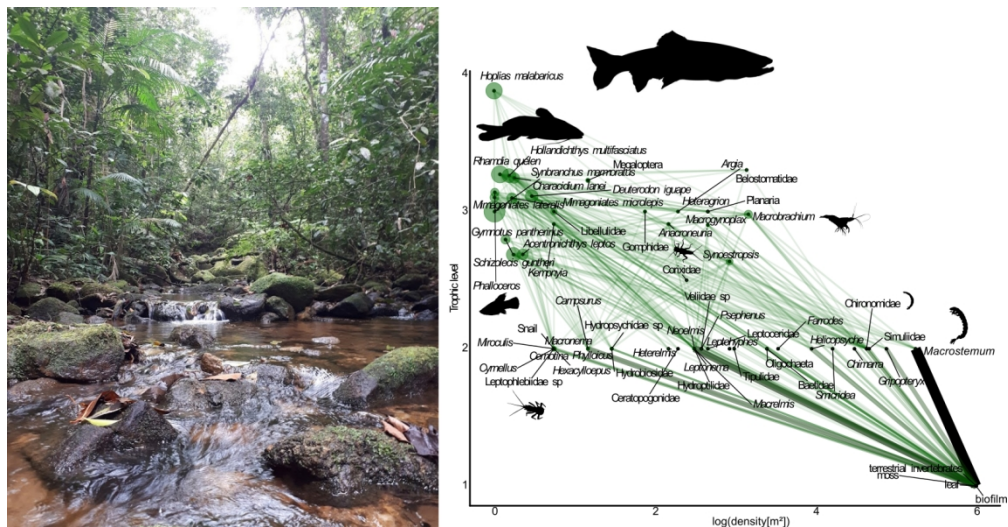 4
Hoplias malabaricus
Hollandichthys multifasciatus
Rhamdia quelen
Megaloptera
Argia
Synbranchus marmoratus
Belostomatidae
Characidium lanei
Deuterodon iguape
Heteragrion
Planaria
Mimagoniates lateralis
Mimagoniates microlepis
3
Macrogynoplax
Macrobrachium
Gymnotus pantherinus
Libellulidae
Anacroneuria
Acentronichthys leptos
Gomphidae
Synoestropsis
Schizolecis guntheri
Corixidae
Kempnyia
Trophic level
Phalloceros
Veliidae sp
Chironomidae
Campsurus
Psephenus
Snail
Hydropsychidae sp
Neoelmis
Leptoceridae
Farrodes
Simuliidae
Miroculis
Macronema
Leptohyphos
Helicopsyche
2
Macrostemum
Cernotina
Phylloicus
Heterelmis
Leptonema
Oligochaeta
Chimarra
Cyrnellus
Hexacylloepus
Hydrobiosidae
Tipulidae
Gripopteryx
Leptophlebiidae sp
Hydroptilidae
Baetidae
Ceratopogonidae
Macrelmis
Smicridea
terrestrial invertebrates
moss
leaf
1
biofilm
0
2
4
6
log(density[m²])